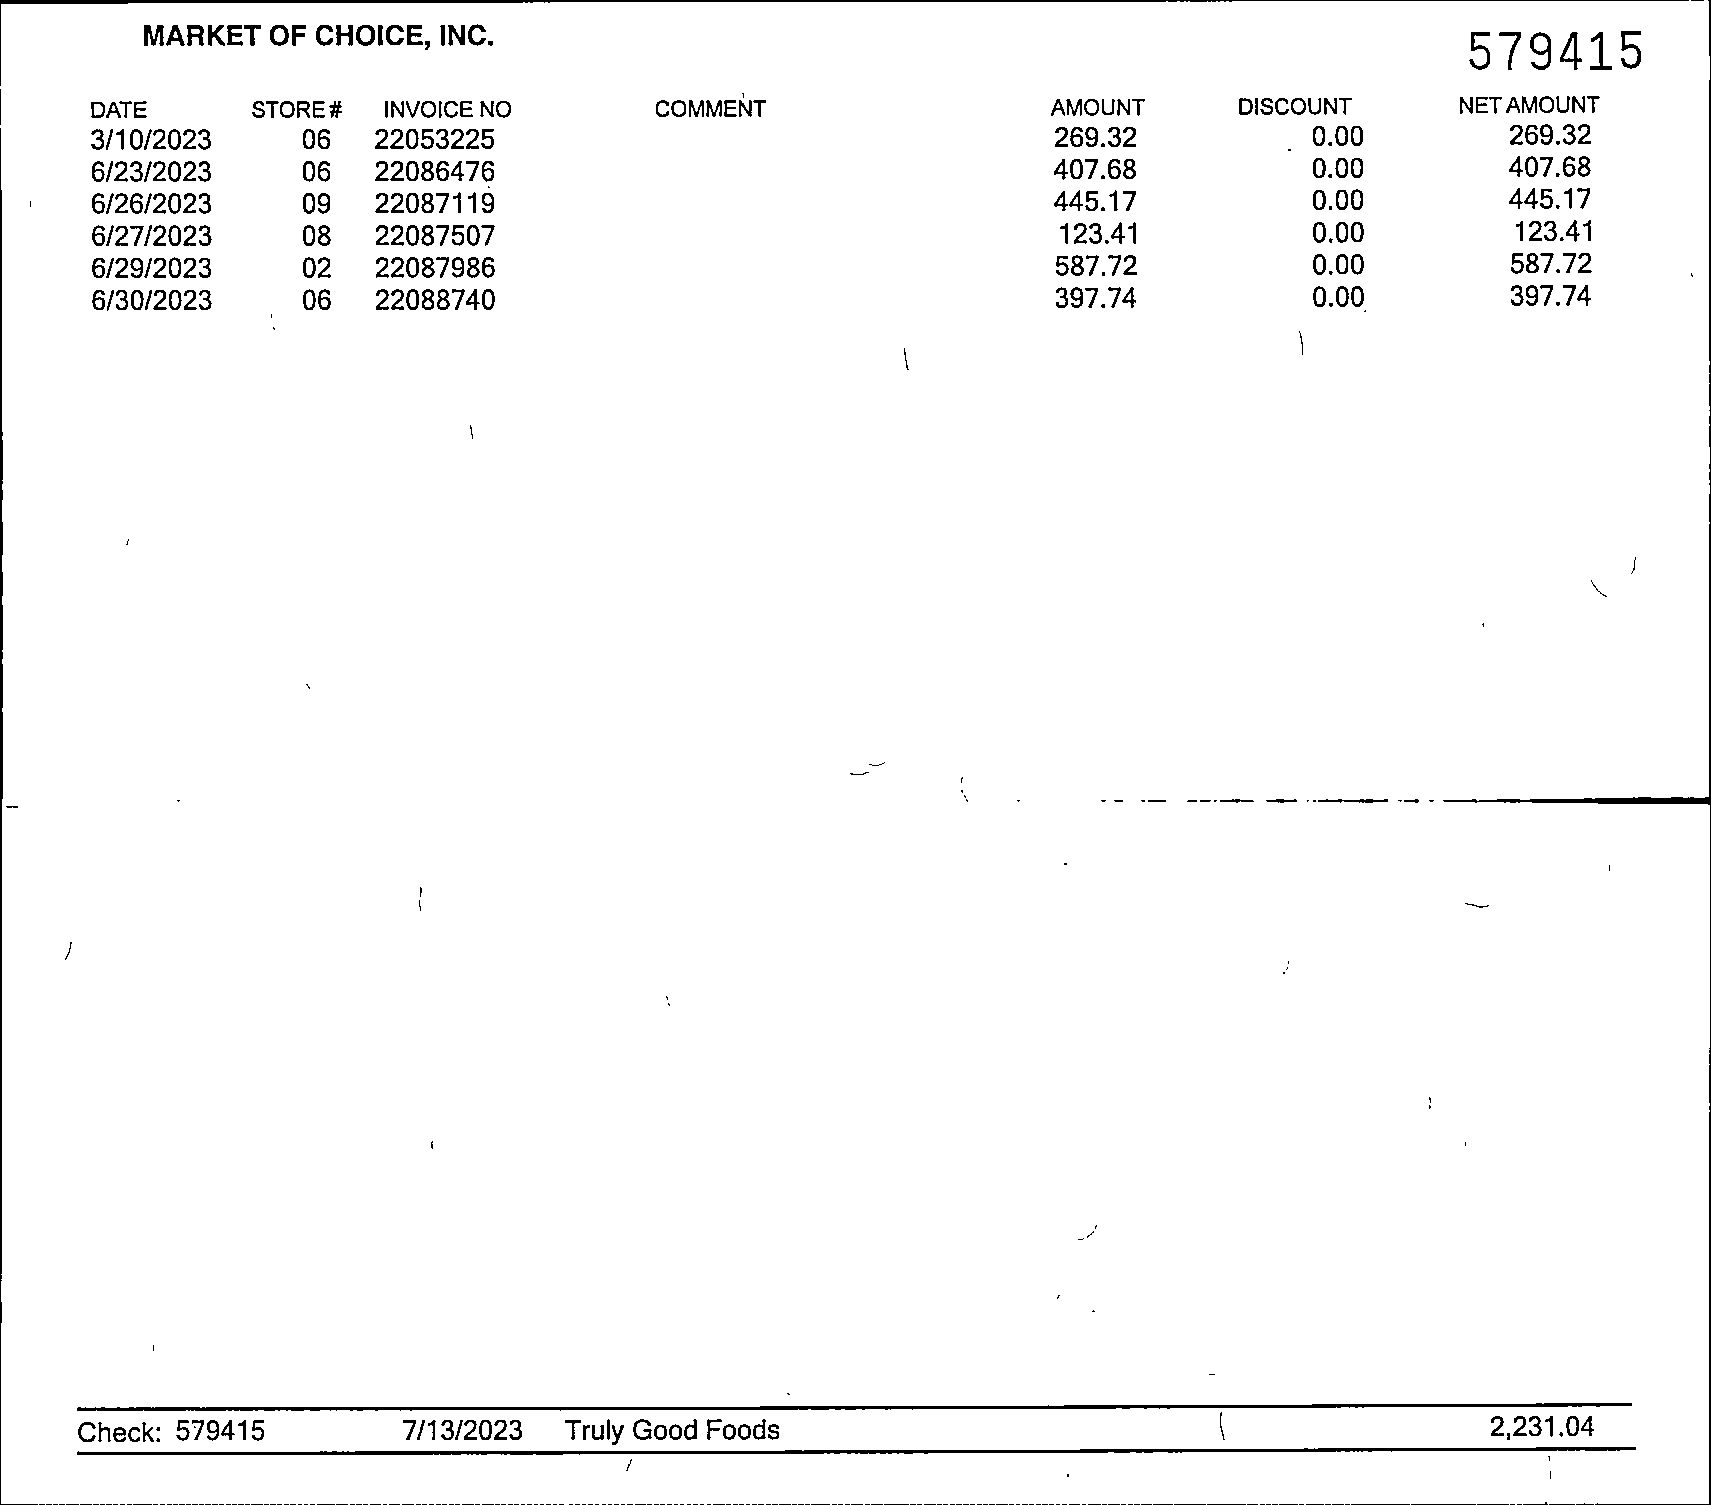 MARKET OF CHOICE, INC.
579415
DATE STORE # INVOICE NO COMMENT AMOUNT DISCOUNT NET AMOUNT
3/10/2023 06 22053225 269.32 0.00 269.32
6/23/2023 06 22086476 407.68 0.00 407.68
6/26/2023 09 22087119 445.17 0.00 445.17
6/27/2023 08 22087507 123.41 0.00 123.41
6/29/2023 02 22087986 587.72 0.00 587.72
6/30/2023 06 22088740 397.74 0.00 397.74
Check: 579415 7/13/2023 Truly Good Foods 2,231.04